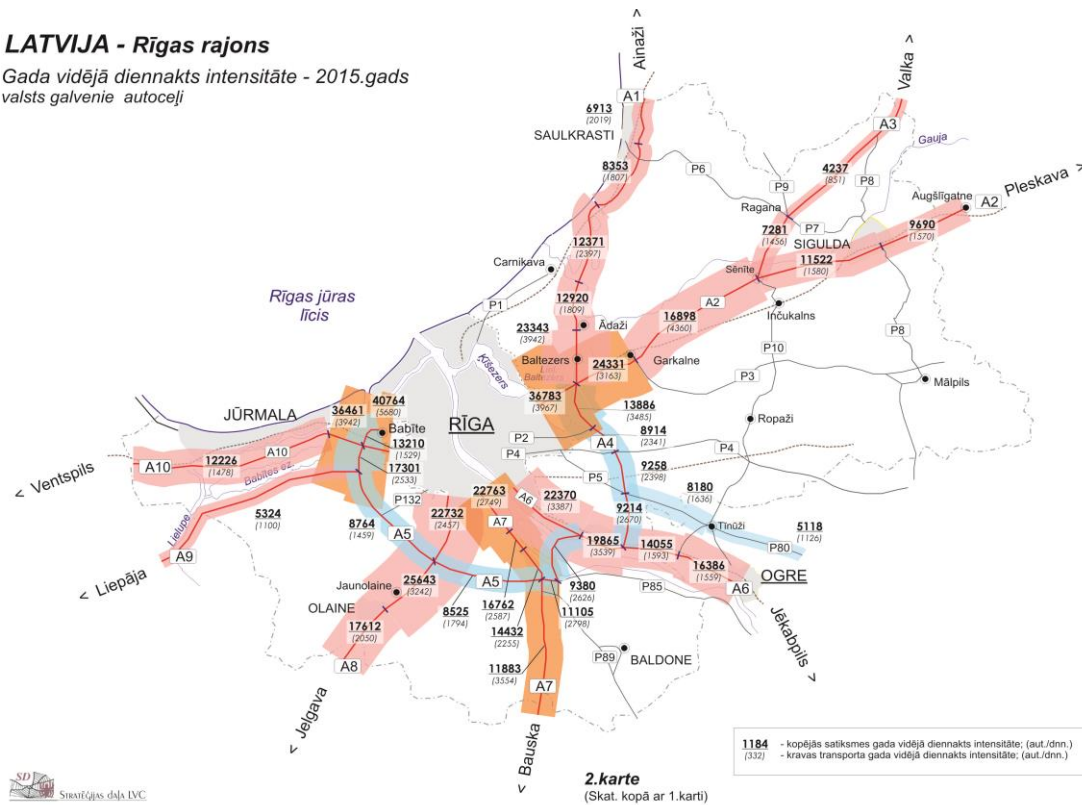 LATVIJA - Rīgas rajons
Gada vidējā diennakts intensitāte - 2015.gads
valsts galvenie autoceļi
Ainaži >
Valka >
A1
6913
(2019)
SAULKRASTI
A3
Gauja
8353
(1807)
P6
4237
(851)
P9
P8
Pleskava >
Augšlīgatne
A2
Ragana
P7
7281
(1456)
SIGULDA
9690
(1570)
12371
(2397)
11522
(1580)
Carnikava
Sēnīte
Rīgas jūras
līcis
P1
12920
(1809)
A2
Inčukalns
16898
(4360)
23343
(3942)
Ādaži
P8
P10
Baltezers
24331
(3163)
Garkalne
Ķīšezers
P3
Mālpils
36783
(3967)
13886
(3485)
40764
(5680)
36461
(3942)
JŪRMALA
RĪGA
Babīte
8914
(2341)
Ropaži
13210
(1529)
P2
A4
P4
P4
A10
A10
12226
(1478)
17301
(2533)
9258
(2398)
< Ventspils
Babītes ez.
P5
8180
(1636)
22763
(2749)
A6
22370
(3387)
P132
22732
(2457)
9214
(2670)
5324
(1100)
8764
(1459)
A5
A7
Tīnūži
5118
(1126)
Lielupe
19865
(3539)
14055
(1593)
P80
A9
16386
(1559)
< Liepāja
OGRE
25643
(3242)
Jaunolaine
A5
9380
(2626)
P85
A6
OLAINE
8525
(1794)
16762
(2587)
11105
(2798)
17612
(2050)
14432
(2255)
Jēkabpils >
P89
BALDONE
A8
11883
(3554)
A7
< Jelgava
< Bauska
1184 - kopējās satiksmes gada vidējā diennakts intensitāte; (aut./dnn.)
(332) - kravas transporta gada vidējā diennakts intensitāte; (aut./dnn.)
2.karte
(Skat. kopā ar 1.karti)
SD
STRATĒĢIJAS DAĻA LVC